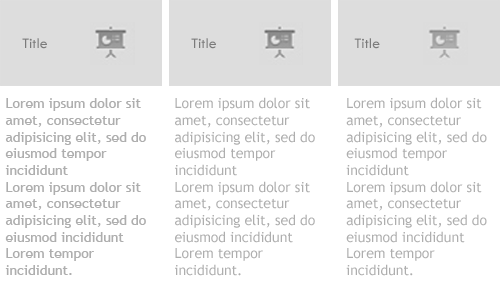 Title
Lorem ipsum dolor sit
amet, consectetur
adipisicing elit, sed do
eiusmod tempor
incididunt
Lorem ipsum dolor sit
amet, consectetur
adipisicing elit, sed do
eiusmod incididunt
Lorem tempor
incididunt.
Title
Lorem ipsum dolor sit
amet, consectetur
adipisicing elit, sed do
eiusmod tempor
incididunt
Lorem ipsum dolor sit
amet, consectetur
adipisicing elit, sed do
eiusmod incididunt
Lorem tempor
incididunt.
Title
Lorem ipsum dolor sit
amet, consectetur
adipisicing elit, sed do
eiusmod tempor
incididunt
Lorem ipsum dolor sit
amet, consectetur
adipisicing elit, sed do
eiusmod incididunt
Lorem tempor
incididunt.